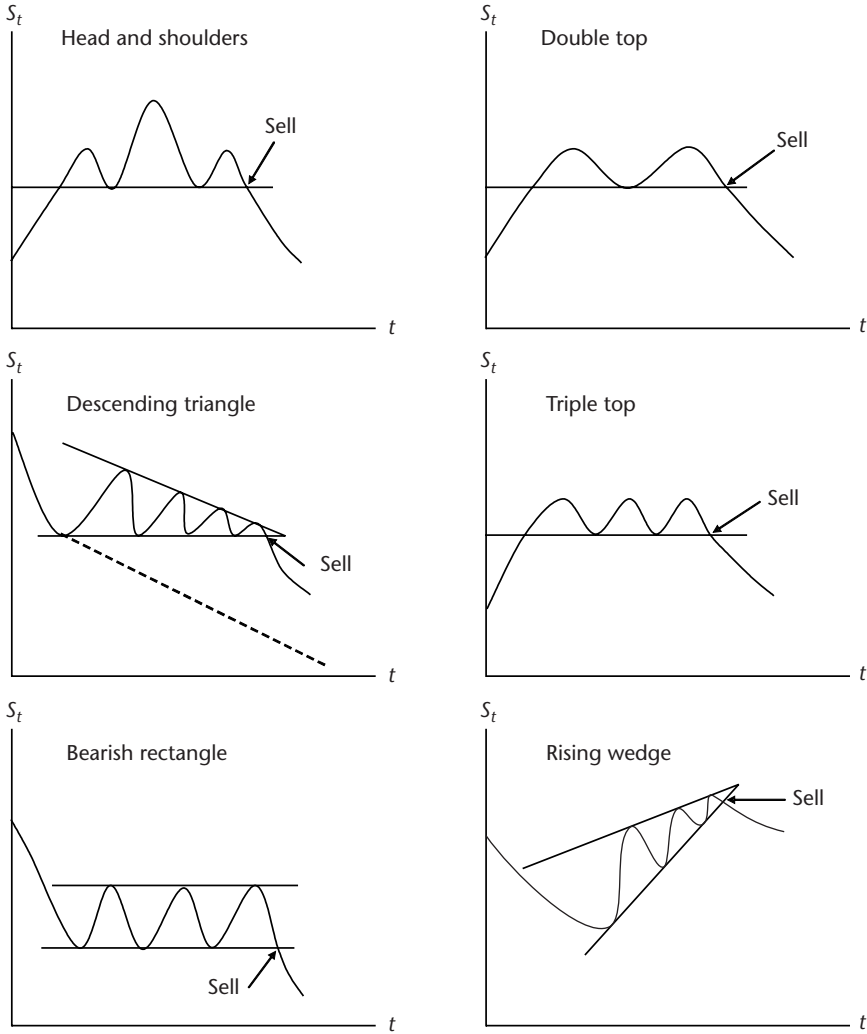 S_t
Head and shoulders
Sell
t
S_t
Double top
Sell
t
S_t
Descending triangle
Sell
t
S_t
Triple top
Sell
t
S_t
Bearish rectangle
Sell
t
S_t
Rising wedge
Sell
t